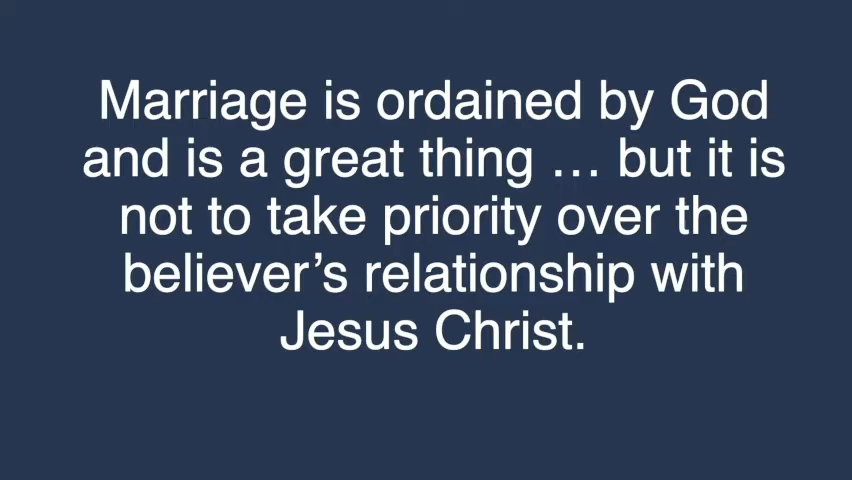 Marriage is ordained by God
and is a great thing … but it is
not to take priority over the
believer’s relationship with
Jesus Christ.